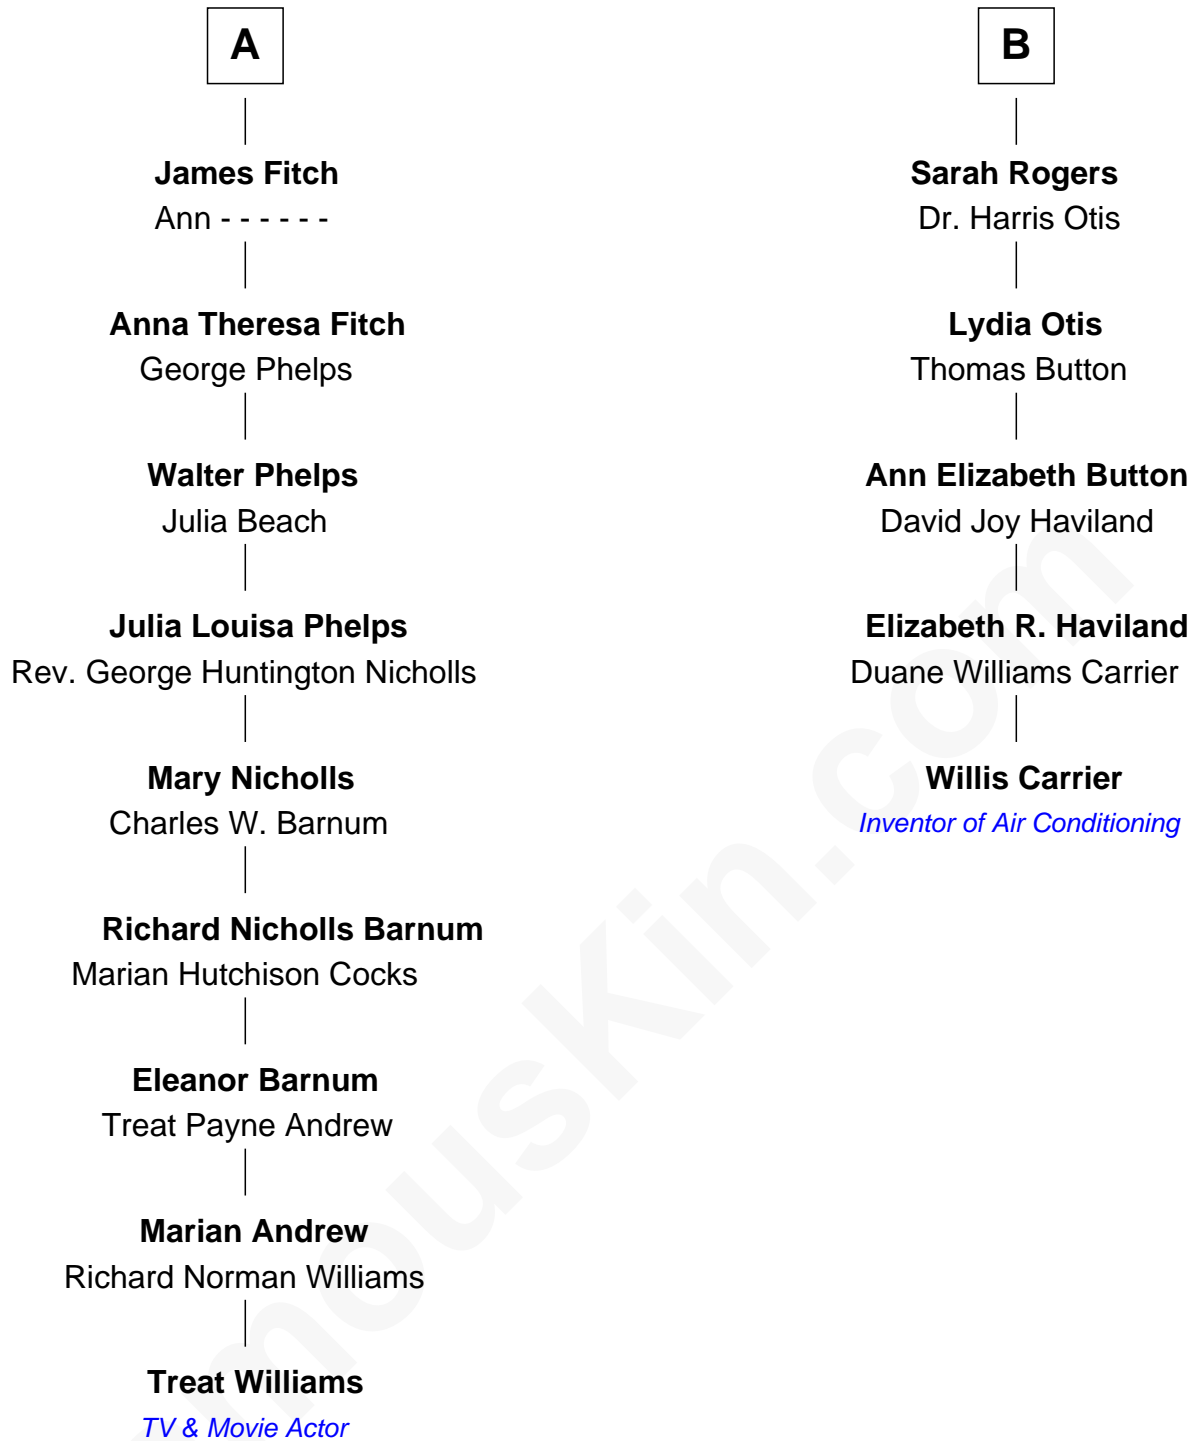 A
James Fitch
Ann - - - - - -
Anna Theresa Fitch
George Phelps
Walter Phelps
Julia Beach
Julia Louisa Phelps
Rev. George Huntington Nicholls
Mary Nicholls
Charles W. Barnum
Richard Nicholls Barnum
Marian Hutchison Cocks
Eleanor Barnum
Treat Payne Andrew
Marian Andrew
Richard Norman Williams
Treat Williams
TV & Movie Actor
B
Sarah Rogers
Dr. Harris Otis
Lydia Otis
Thomas Button
Ann Elizabeth Button
David Joy Haviland
Elizabeth R. Haviland
Duane Williams Carrier
Willis Carrier
Inventor of Air Conditioning
mouskin.com